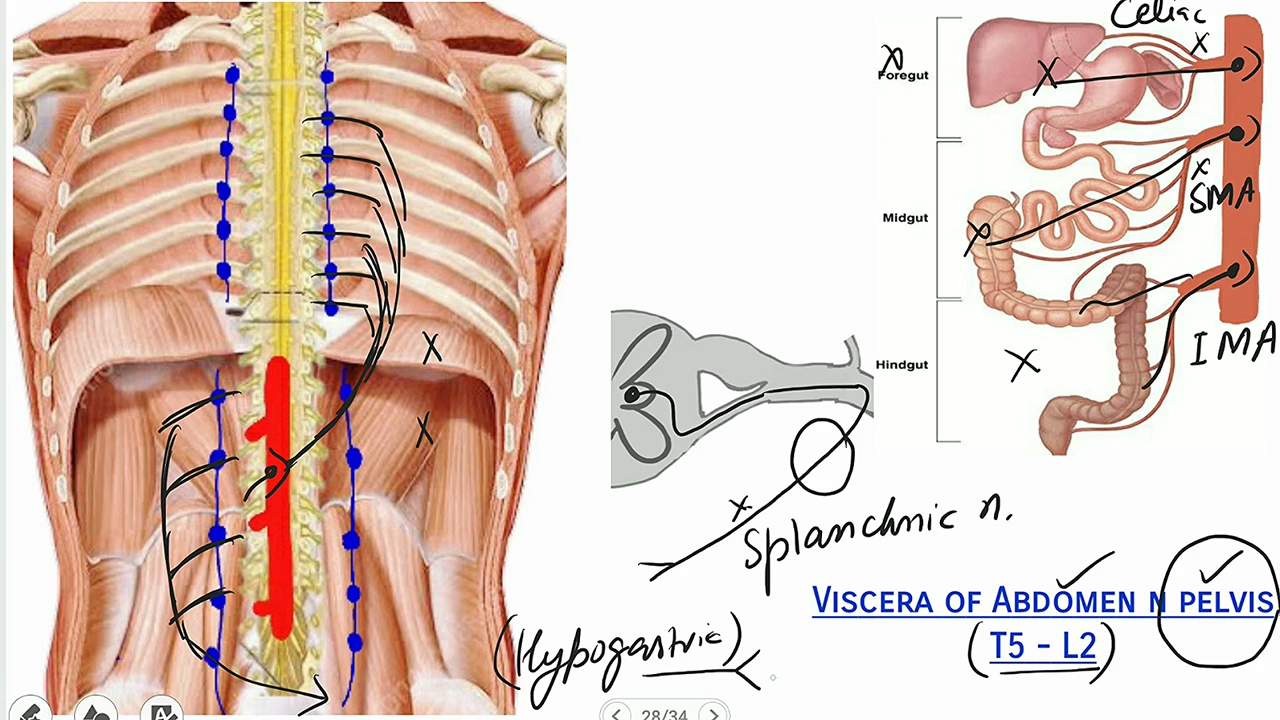 Celiac
Foregut
SMA
Midgut
IMA
Hindgut
Splanchnic n.
VISCERA OF ABDOMEN N PELVIS
(T5 - L2)
(Hypogastric)
28/34